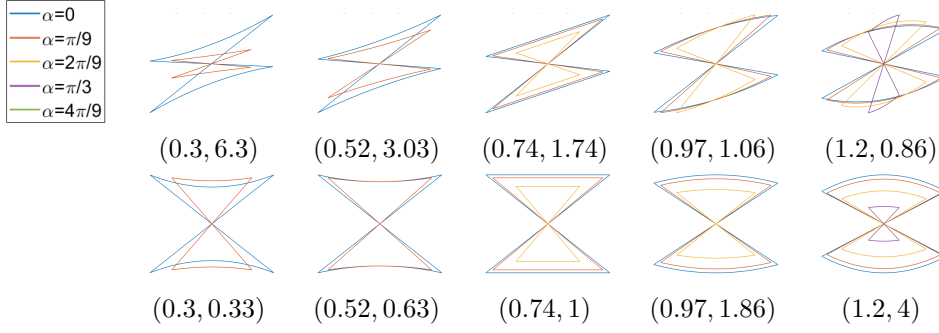 α=0
α=π/9
α=2π/9
α=π/3
α=4π/9
(0.3, 6.3) (0.52, 3.03) (0.74, 1.74) (0.97, 1.06) (1.2, 0.86)
(0.3, 0.33) (0.52, 0.63) (0.74, 1) (0.97, 1.86) (1.2, 4)